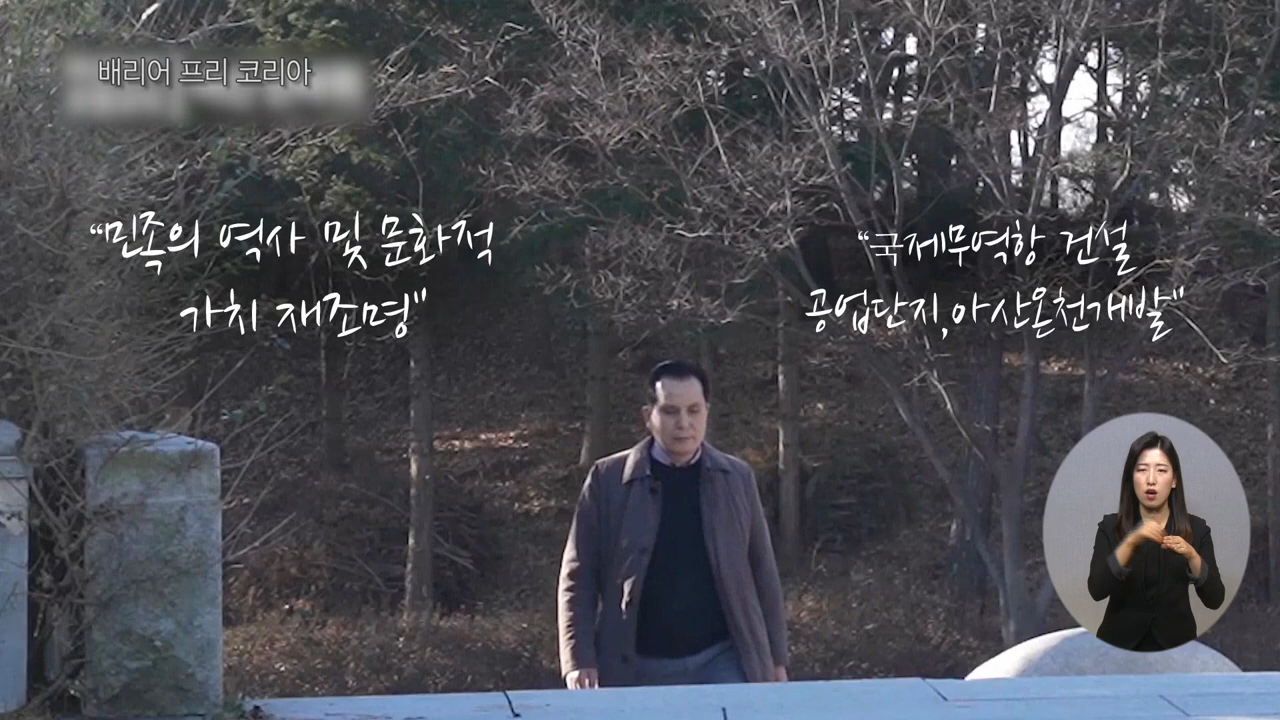 배리어 프리 코리아
“민족의 역사 및 문화적
가치 재조명"
“국제무역항 건설
공업단지,아산온천개발"